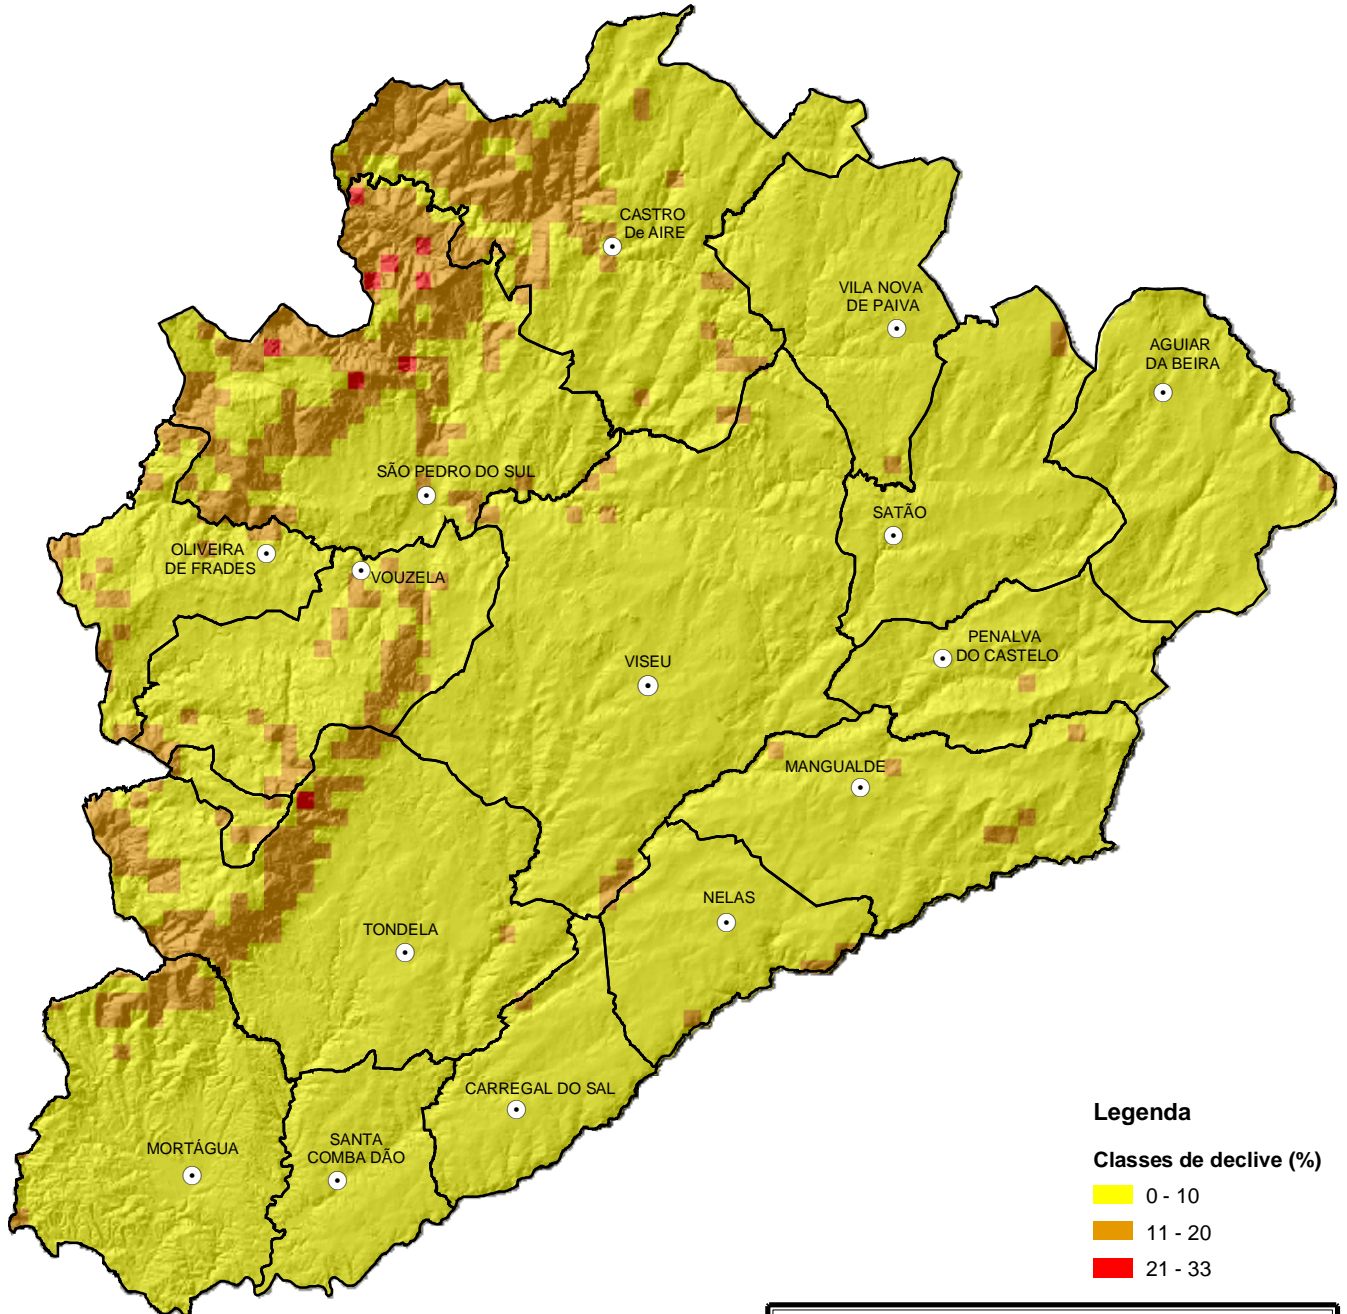 CASTRO
De AIRE
VILA NOVA
DE PAIVA
AGUIAR
DA BEIRA
SÃO PEDRO DO SUL
SATÃO
OLIVEIRA
DE FRADES
VOUZELA
PENALVA
DO CASTELO
VISEU
MANGUALDE
NELAS
TONDELA
CARREGAL DO SAL
MORTÁGUA
SANTA
COMBA DÃO
Legenda
Classes de declive (%)
0 - 10
11 - 20
21 - 33